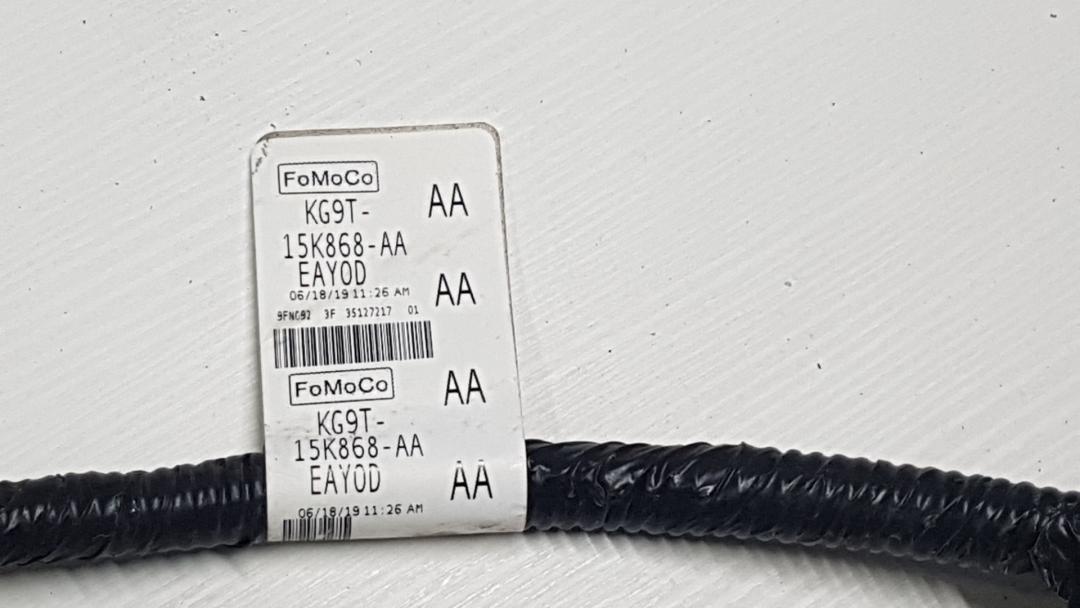 FoMoCo
KG9T- AA
15K868-AA
EAYOD AA
06/18/19 11:26 AM
9FNG92 3F 35127217 01
FoMoCo AA
KG9T-
15K868-AA
EAYOD AA
06/18/19 11:26 AM